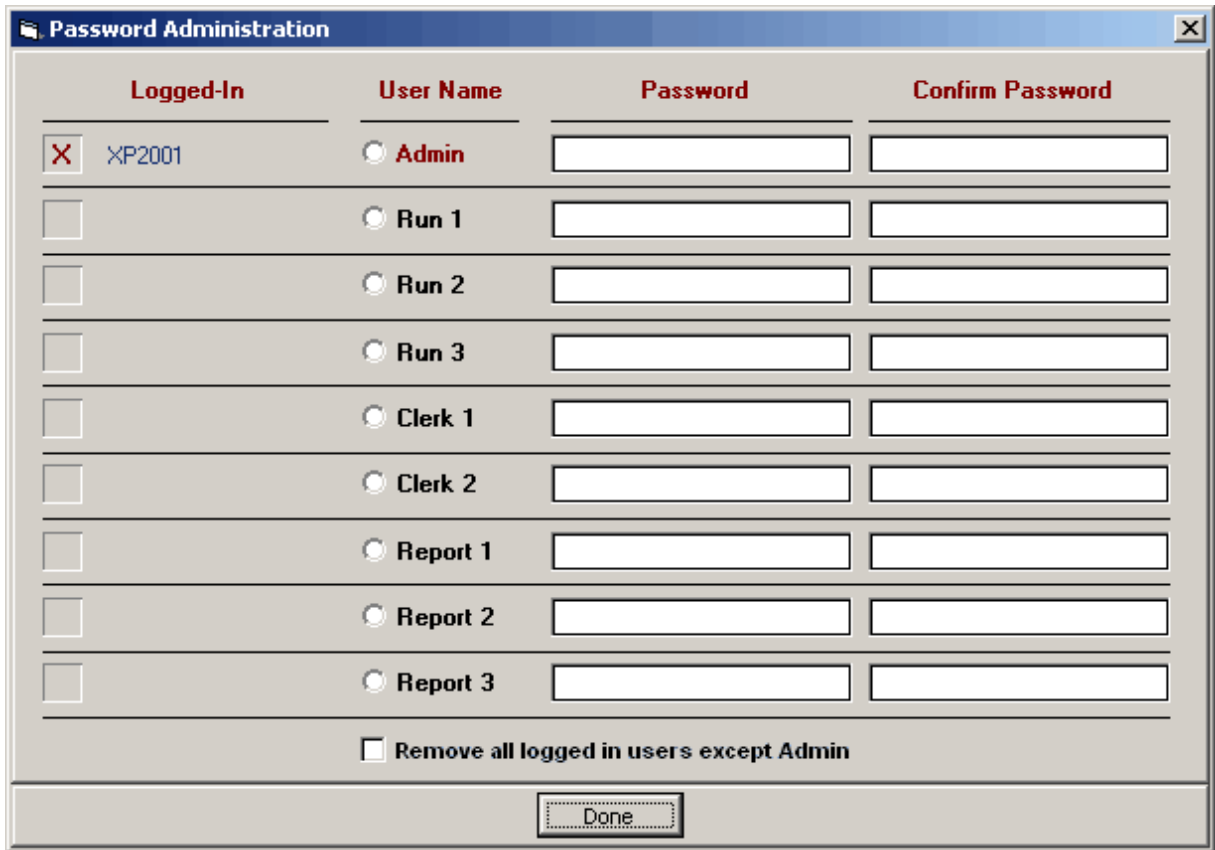 Password Administration
Logged-In User Name Password Confirm Password
X XP2001 Admin
Run 1
Run 2
Run 3
Clerk 1
Clerk 2
Report 1
Report 2
Report 3
Remove all logged in users except Admin
Done